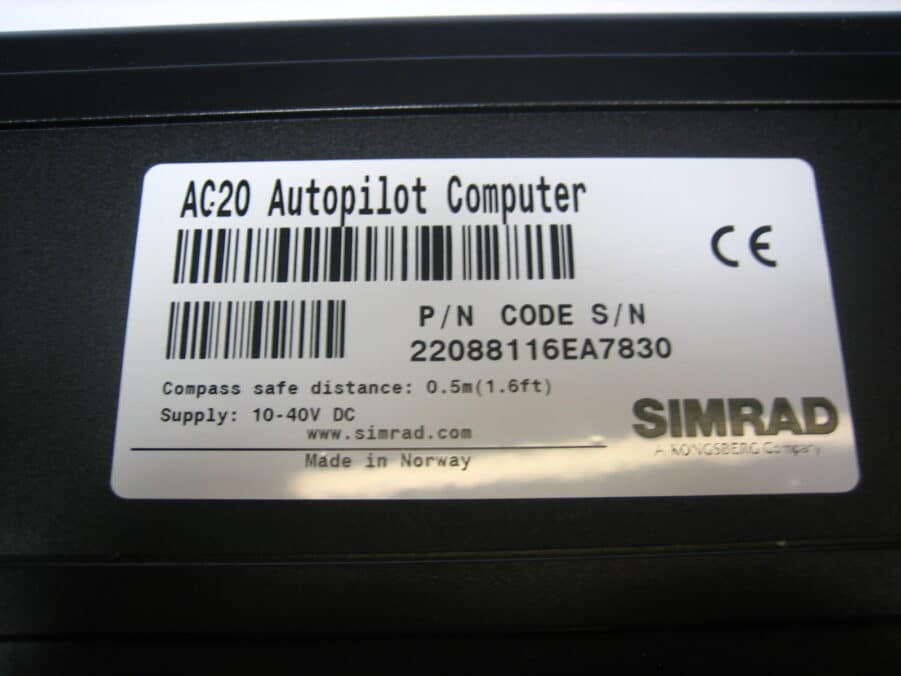 AC20 Autopilot Computer
CE
P/N CODE S/N
22088116EA7830
Compass safe distance: 0.5m(1.6ft)
Supply: 10-40V DC
www.simrad.com
SIMRAD
A KONGSBERG Company
Made in Norway